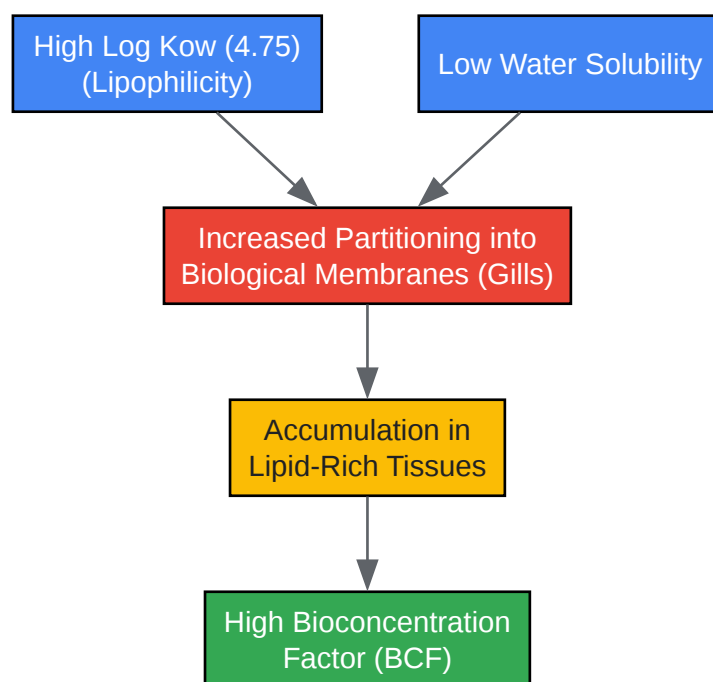 High Log Kow (4.75)
(Lipophilicity)
Low Water Solubility
Increased Partitioning into
Biological Membranes (Gills)
Accumulation in
Lipid-Rich Tissues
High Bioconcentration
Factor (BCF)